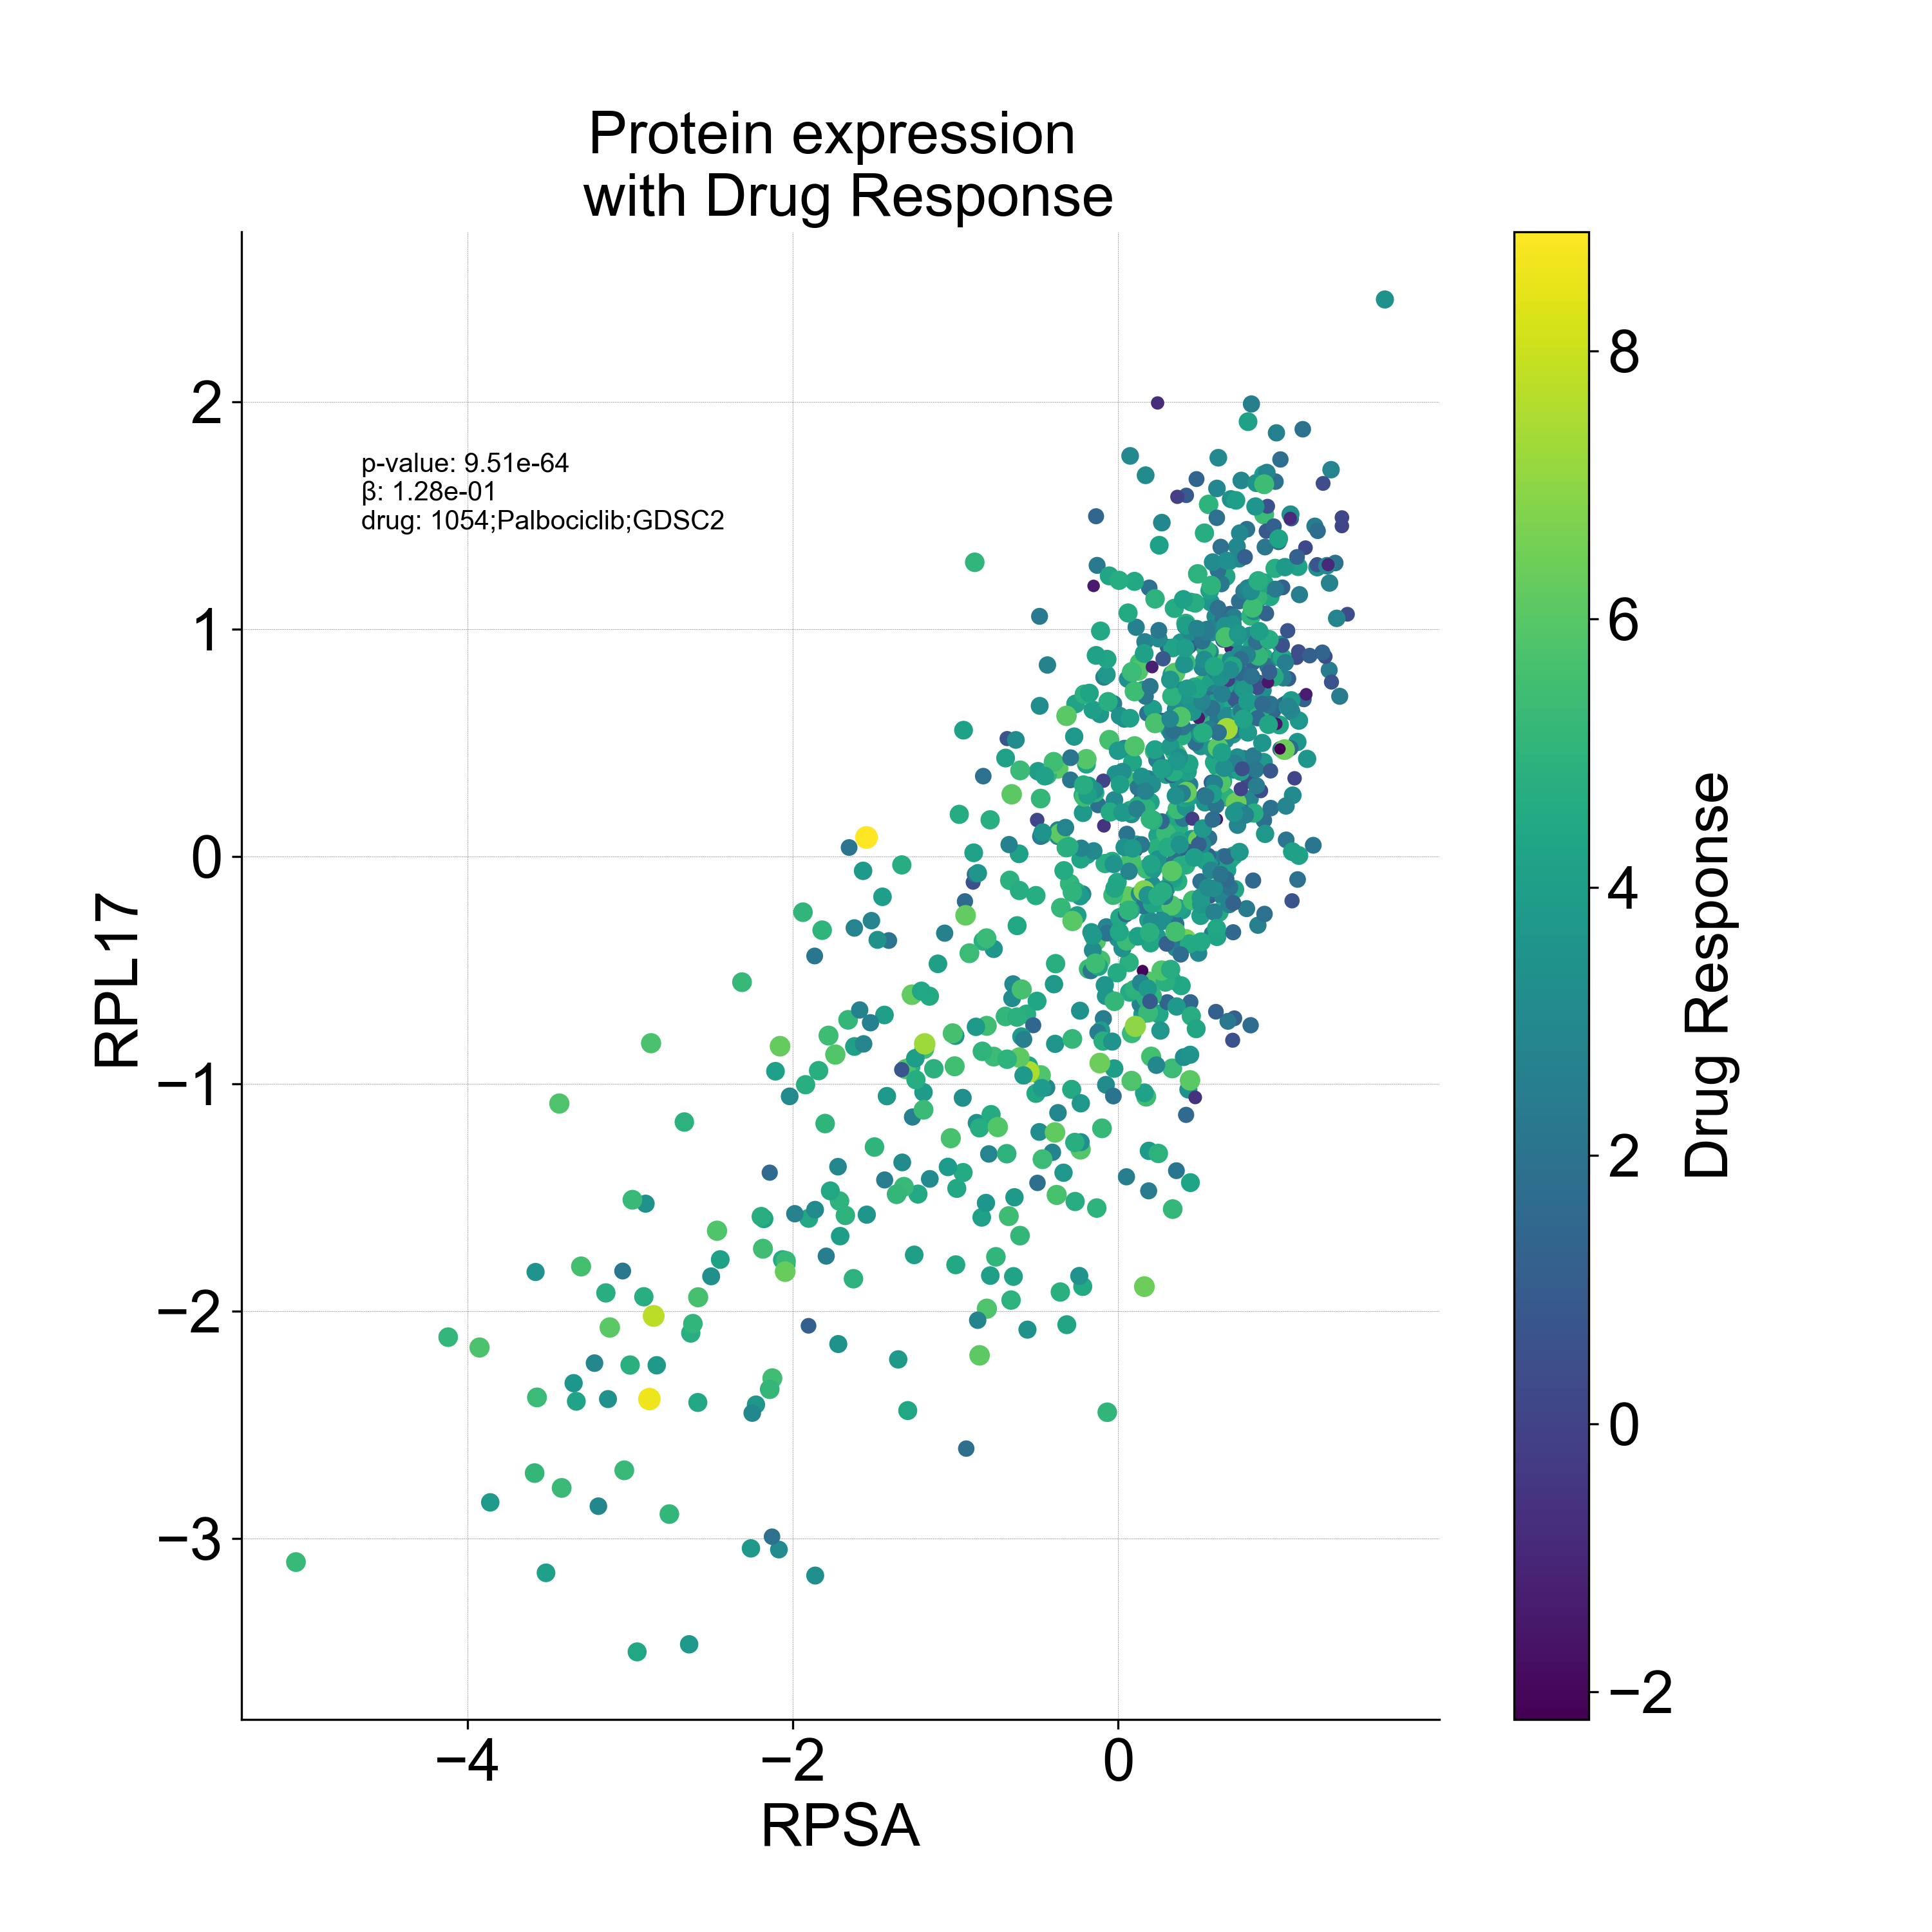 Protein expression
with Drug Response
p-value: 9.51e-64
β: 1.28e-01
drug: 1054;Palbociclib;GDSC2
RPL17
2
1
0
−1
−2
−3
−4
−2
0
RPSA
8
6
4
2
0
−2
Drug Response